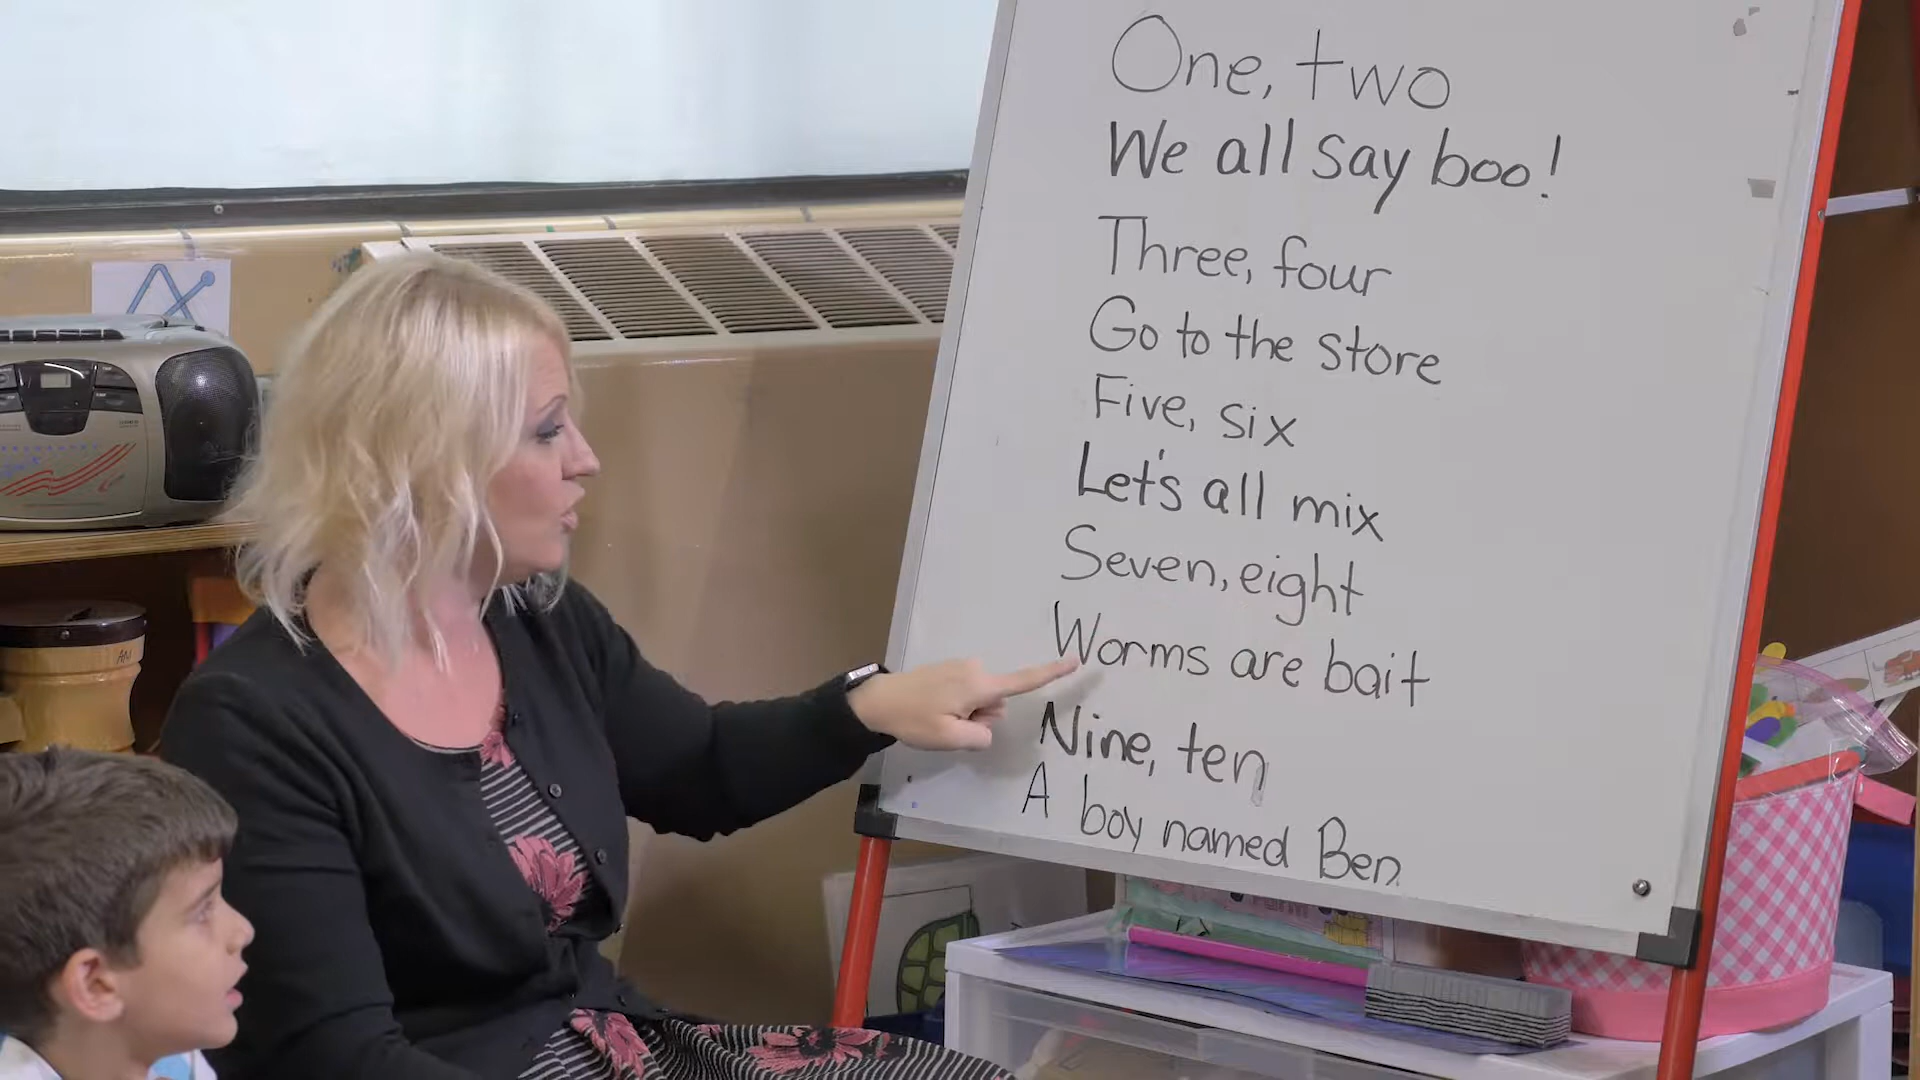 One, two
We all say boo!
Three, four
Go to the store
Five, six
Let's all mix
Seven, eight
Worms are bait
Nine, ten
A boy named Ben